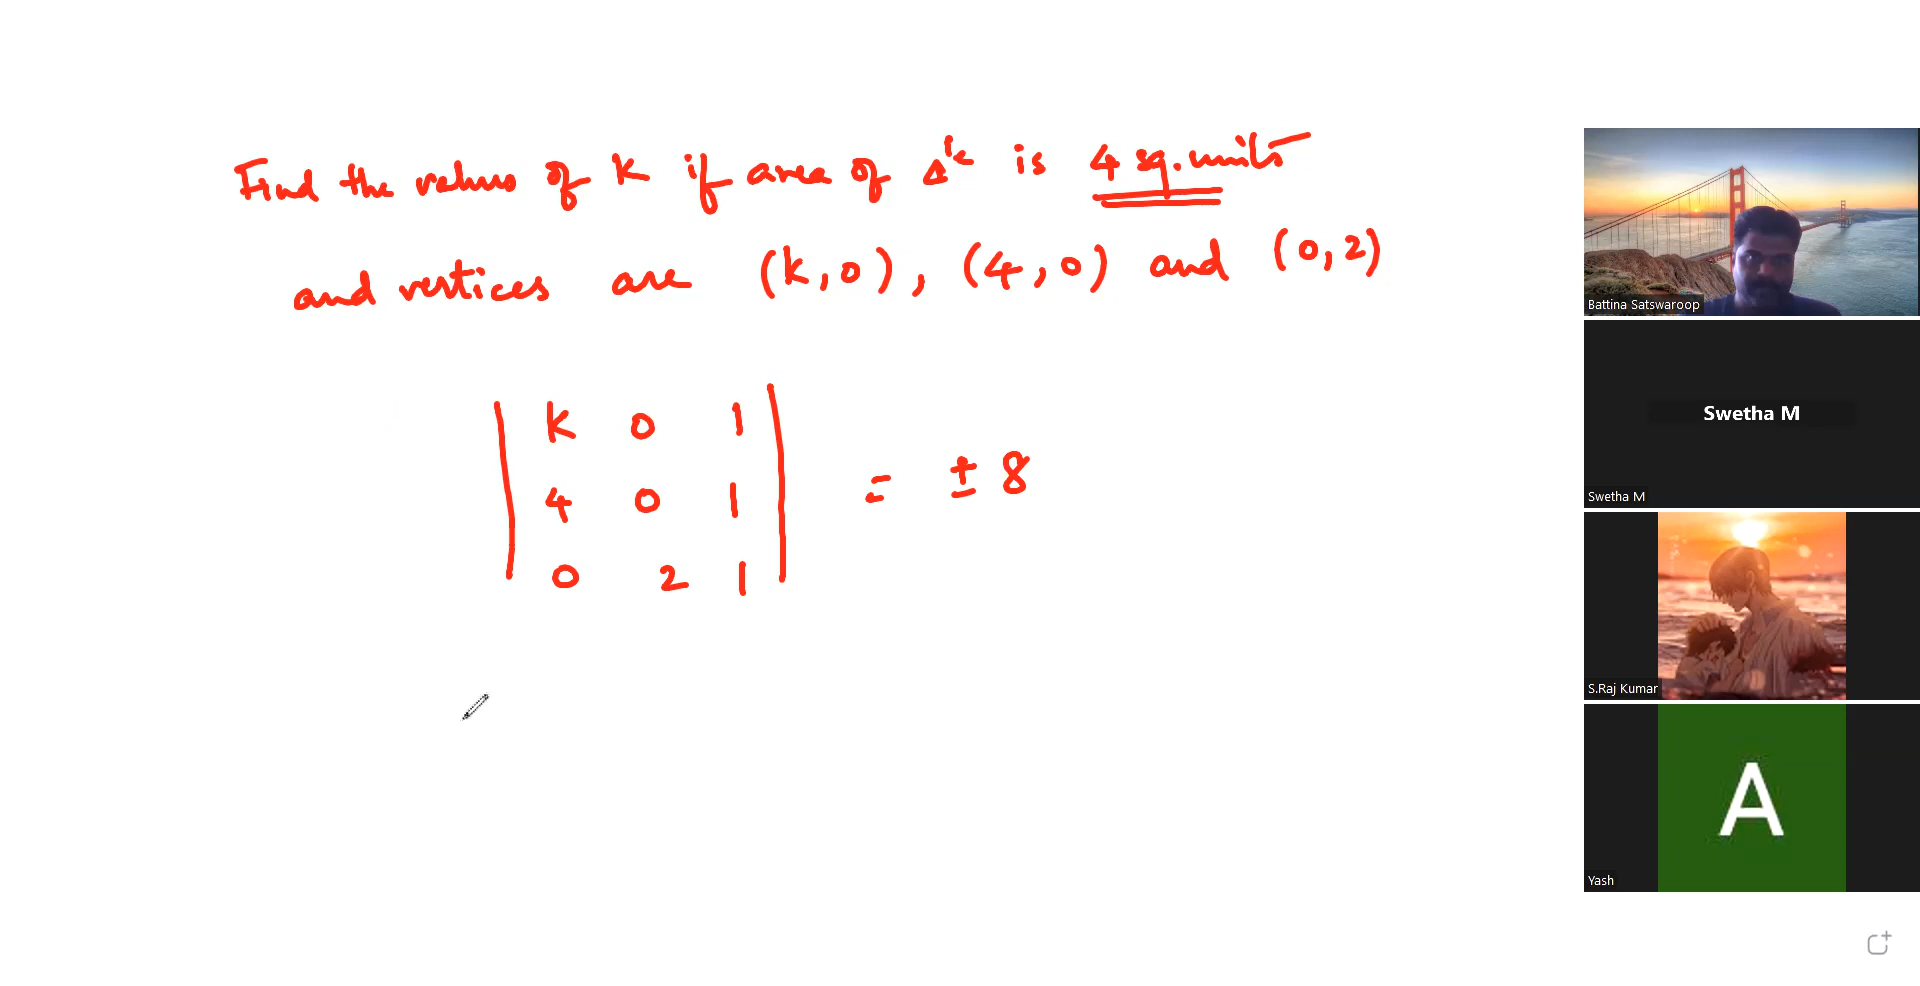 Find the values of k if area of Δle is 4 sq. units
and vertices are (k,0), (4,0) and (0,2)
k 0 1
4 0 1 = ± 8
0 2 1
Battina Satswaroop
Swetha M
Swetha M
S.Raj Kumar
A
Yash